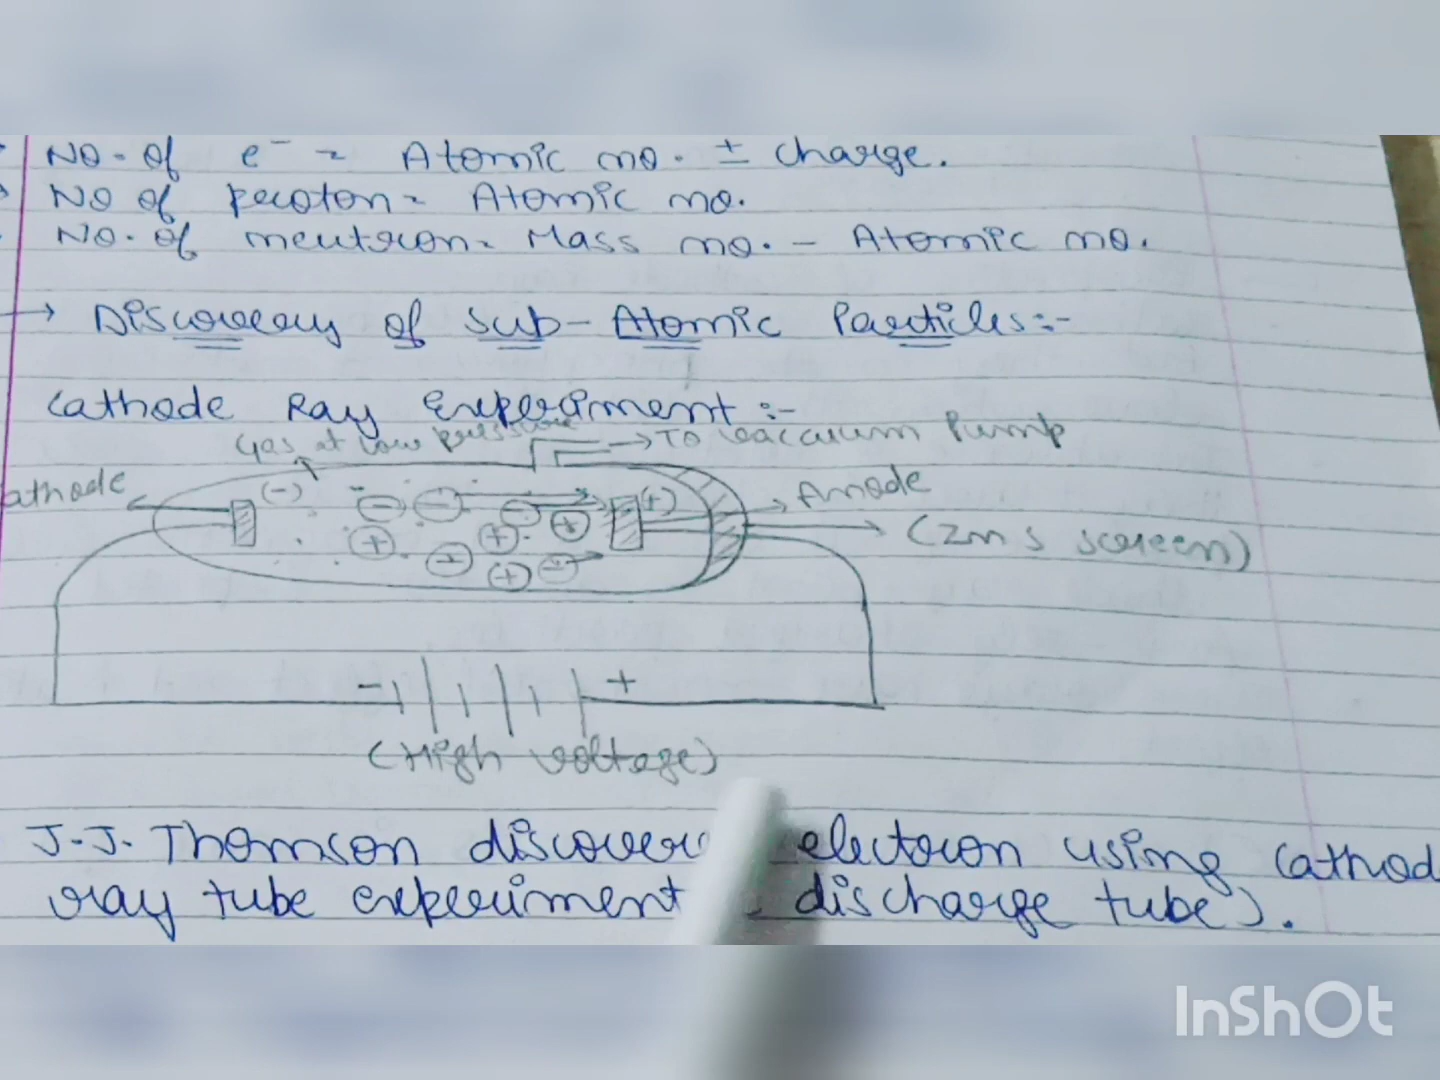 No. of e⁻ = Atomic no. ± charge.
→ No of proton = Atomic no.
No. of neutron = Mass no. - Atomic no.
→ Discovery of sub-Atomic Particles:-
Cathode Ray Experiment :-
Gas at low pressure → To vaccum Pump
athode (-) - - - + (+) → Anode
+ + + + → (Zns screen)
- +
(High voltage)
J.J. Thomson discover electron using Cathod
ray tube experiment discharge tube).
InShOt